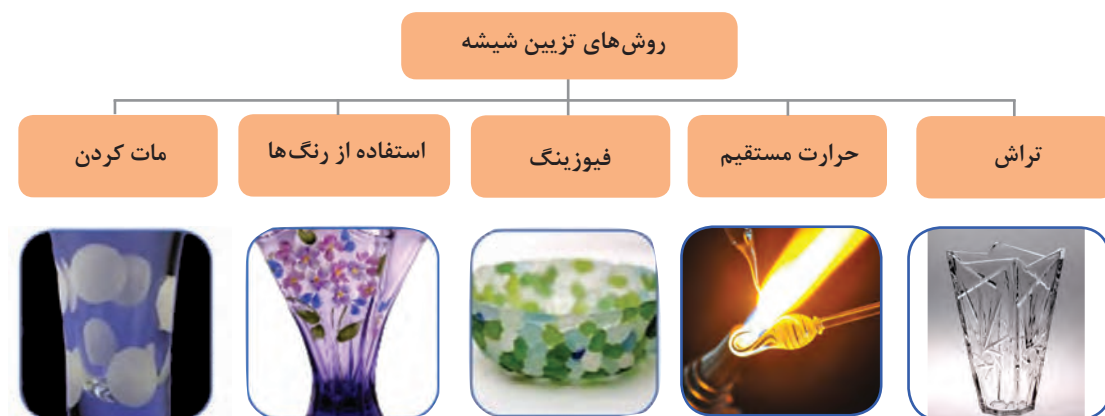 روش‌های تزیین شیشه
تراش
حرارت مستقیم
فیوزینگ
استفاده از رنگ‌ها
مات کردن